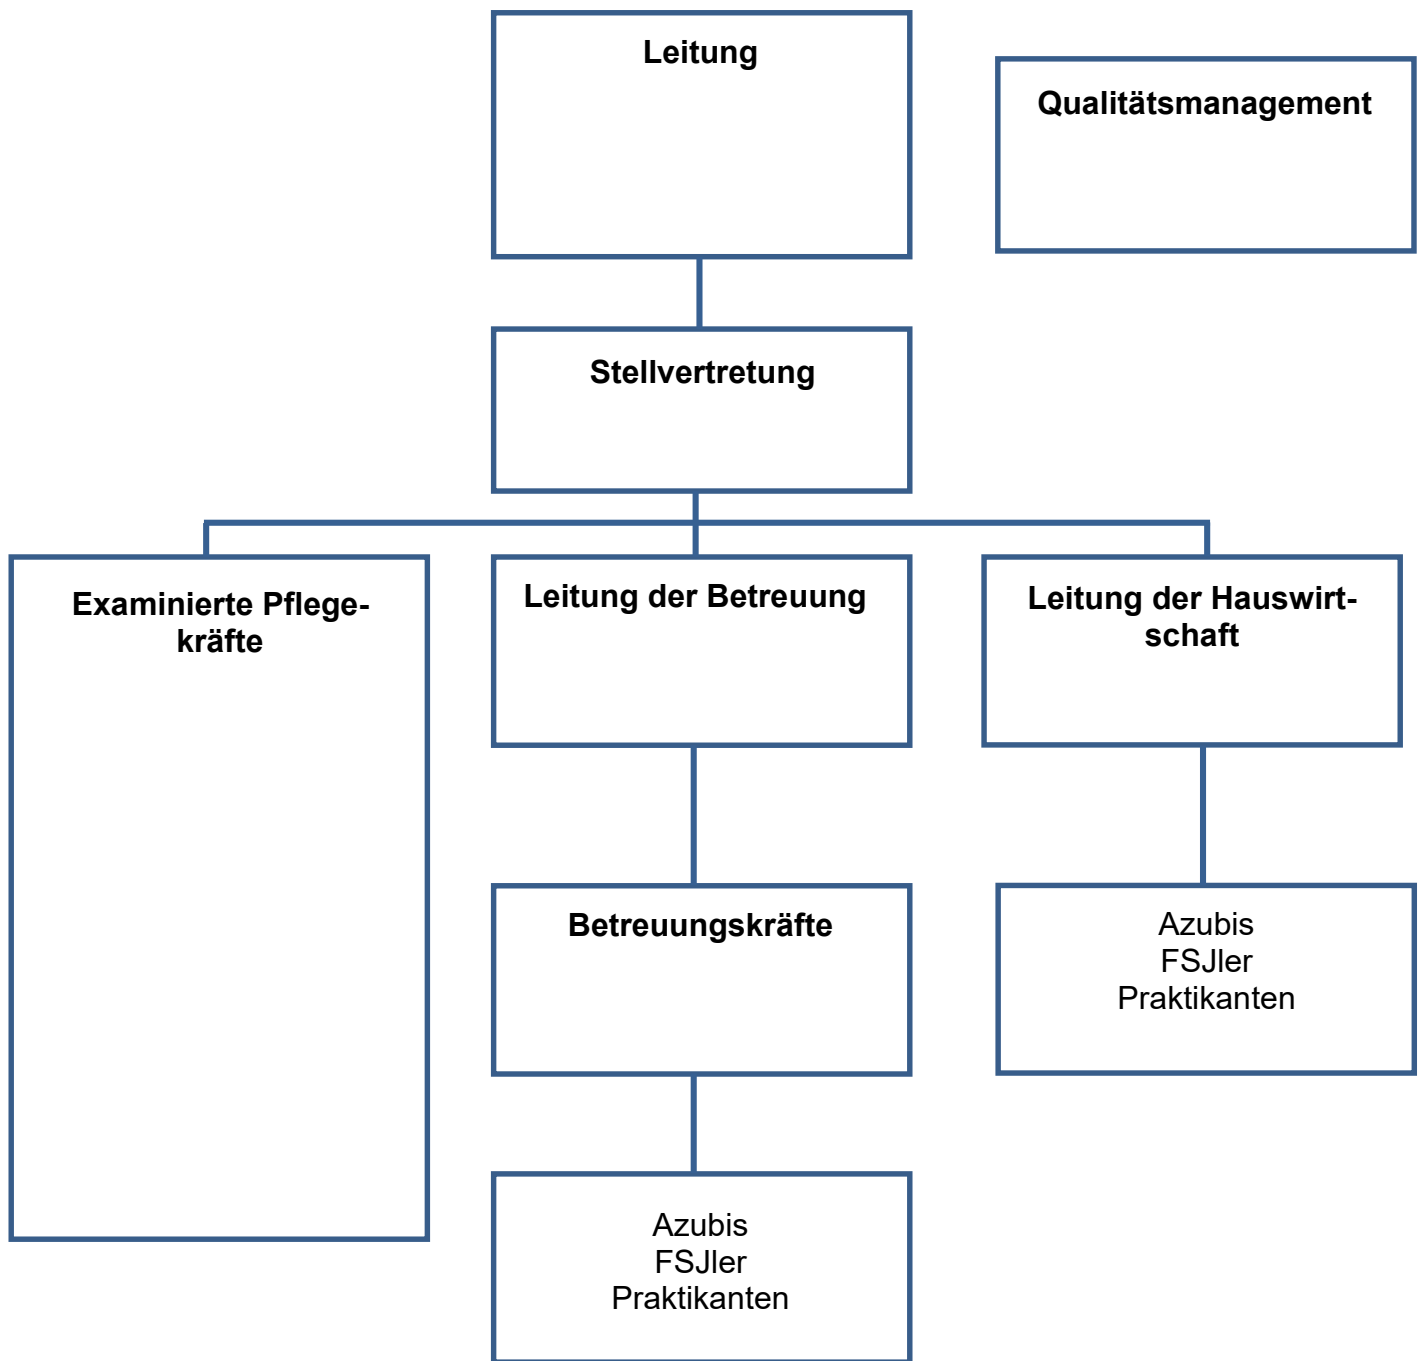 Leitung
Qualitätsmanagement
Stellvertretung
Examinierte Pflege-
kräfte
Leitung der Betreuung
Leitung der Hauswirt-
schaft
Betreuungskräfte
Azubis
FSJler
Praktikanten
Azubis
FSJler
Praktikanten